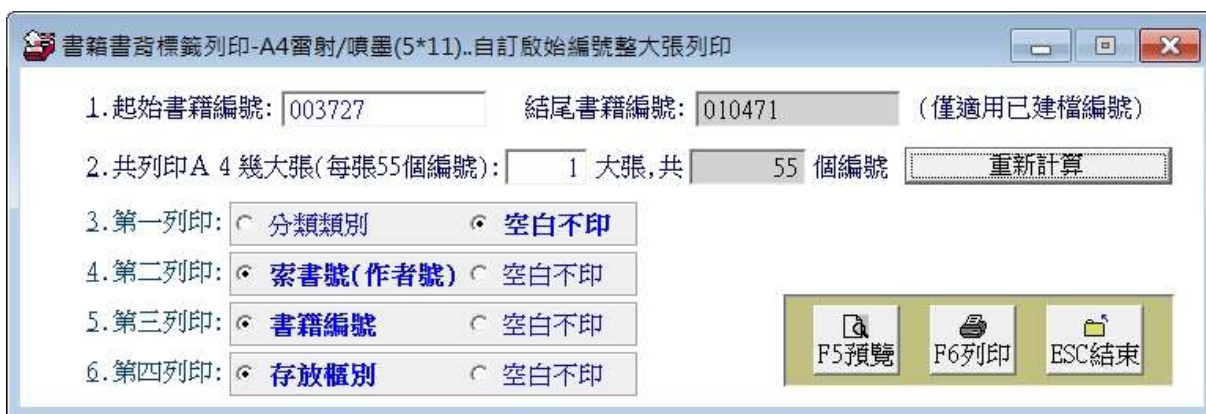 書籍書背標籤列印-A4雷射/噴墨(5*11)..自訂啟始編號整大張列印
1.起始書籍編號: 003727 結尾書籍編號: 010471 (僅適用已建檔編號)
2.共列印A 4 幾大張(每張55個編號): 1 大張,共 55 個編號 重新計算
3.第一列印: 分類類別 空白不印
4.第二列印: 索書號(作者號) 空白不印
5.第三列印: 書籍編號 空白不印
6.第四列印: 存放櫃別 空白不印
F5預覽 F6列印 ESC結束